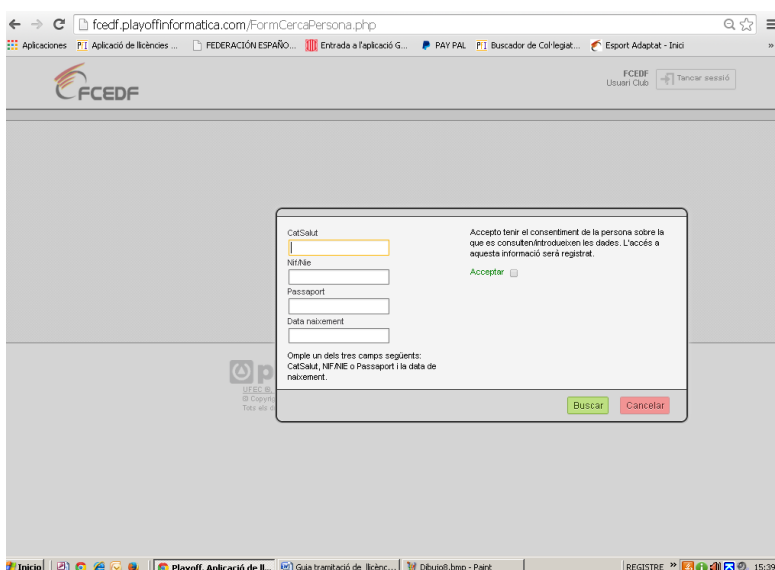 fcedf.playoffinformatica.com/FormCercaPersona.php
Aplicaciones
Aplicació de llicències ...
FEDERACIÓN ESPAÑO...
Entrada a l'aplicació G...
PAY PAL
Buscador de Col·legiat...
Esport Adaptat - Inici
»
FCEDF
FCEDF
Usuari Club
Tancar sessió
CatSalut
Nif/Nie
Passaport
Data naixement
Omple un dels tres camps següents:
CatSalut, NIF/NIE o Passaport i la data de
naixement.
Accepto tenir el consentiment de la persona sobre la
que es consulten/introdueixen les dades. L'accés a
aquesta informació serà registrat.
Acceptar
Buscar
Cancelar
p
UFEC
© Copyrig
Tots els d
Inicio
Playoff. Aplicació de ll...
Guia tramitació de llicènc...
Dibujo8.bmp - Paint
REGISTRE
»
15:39